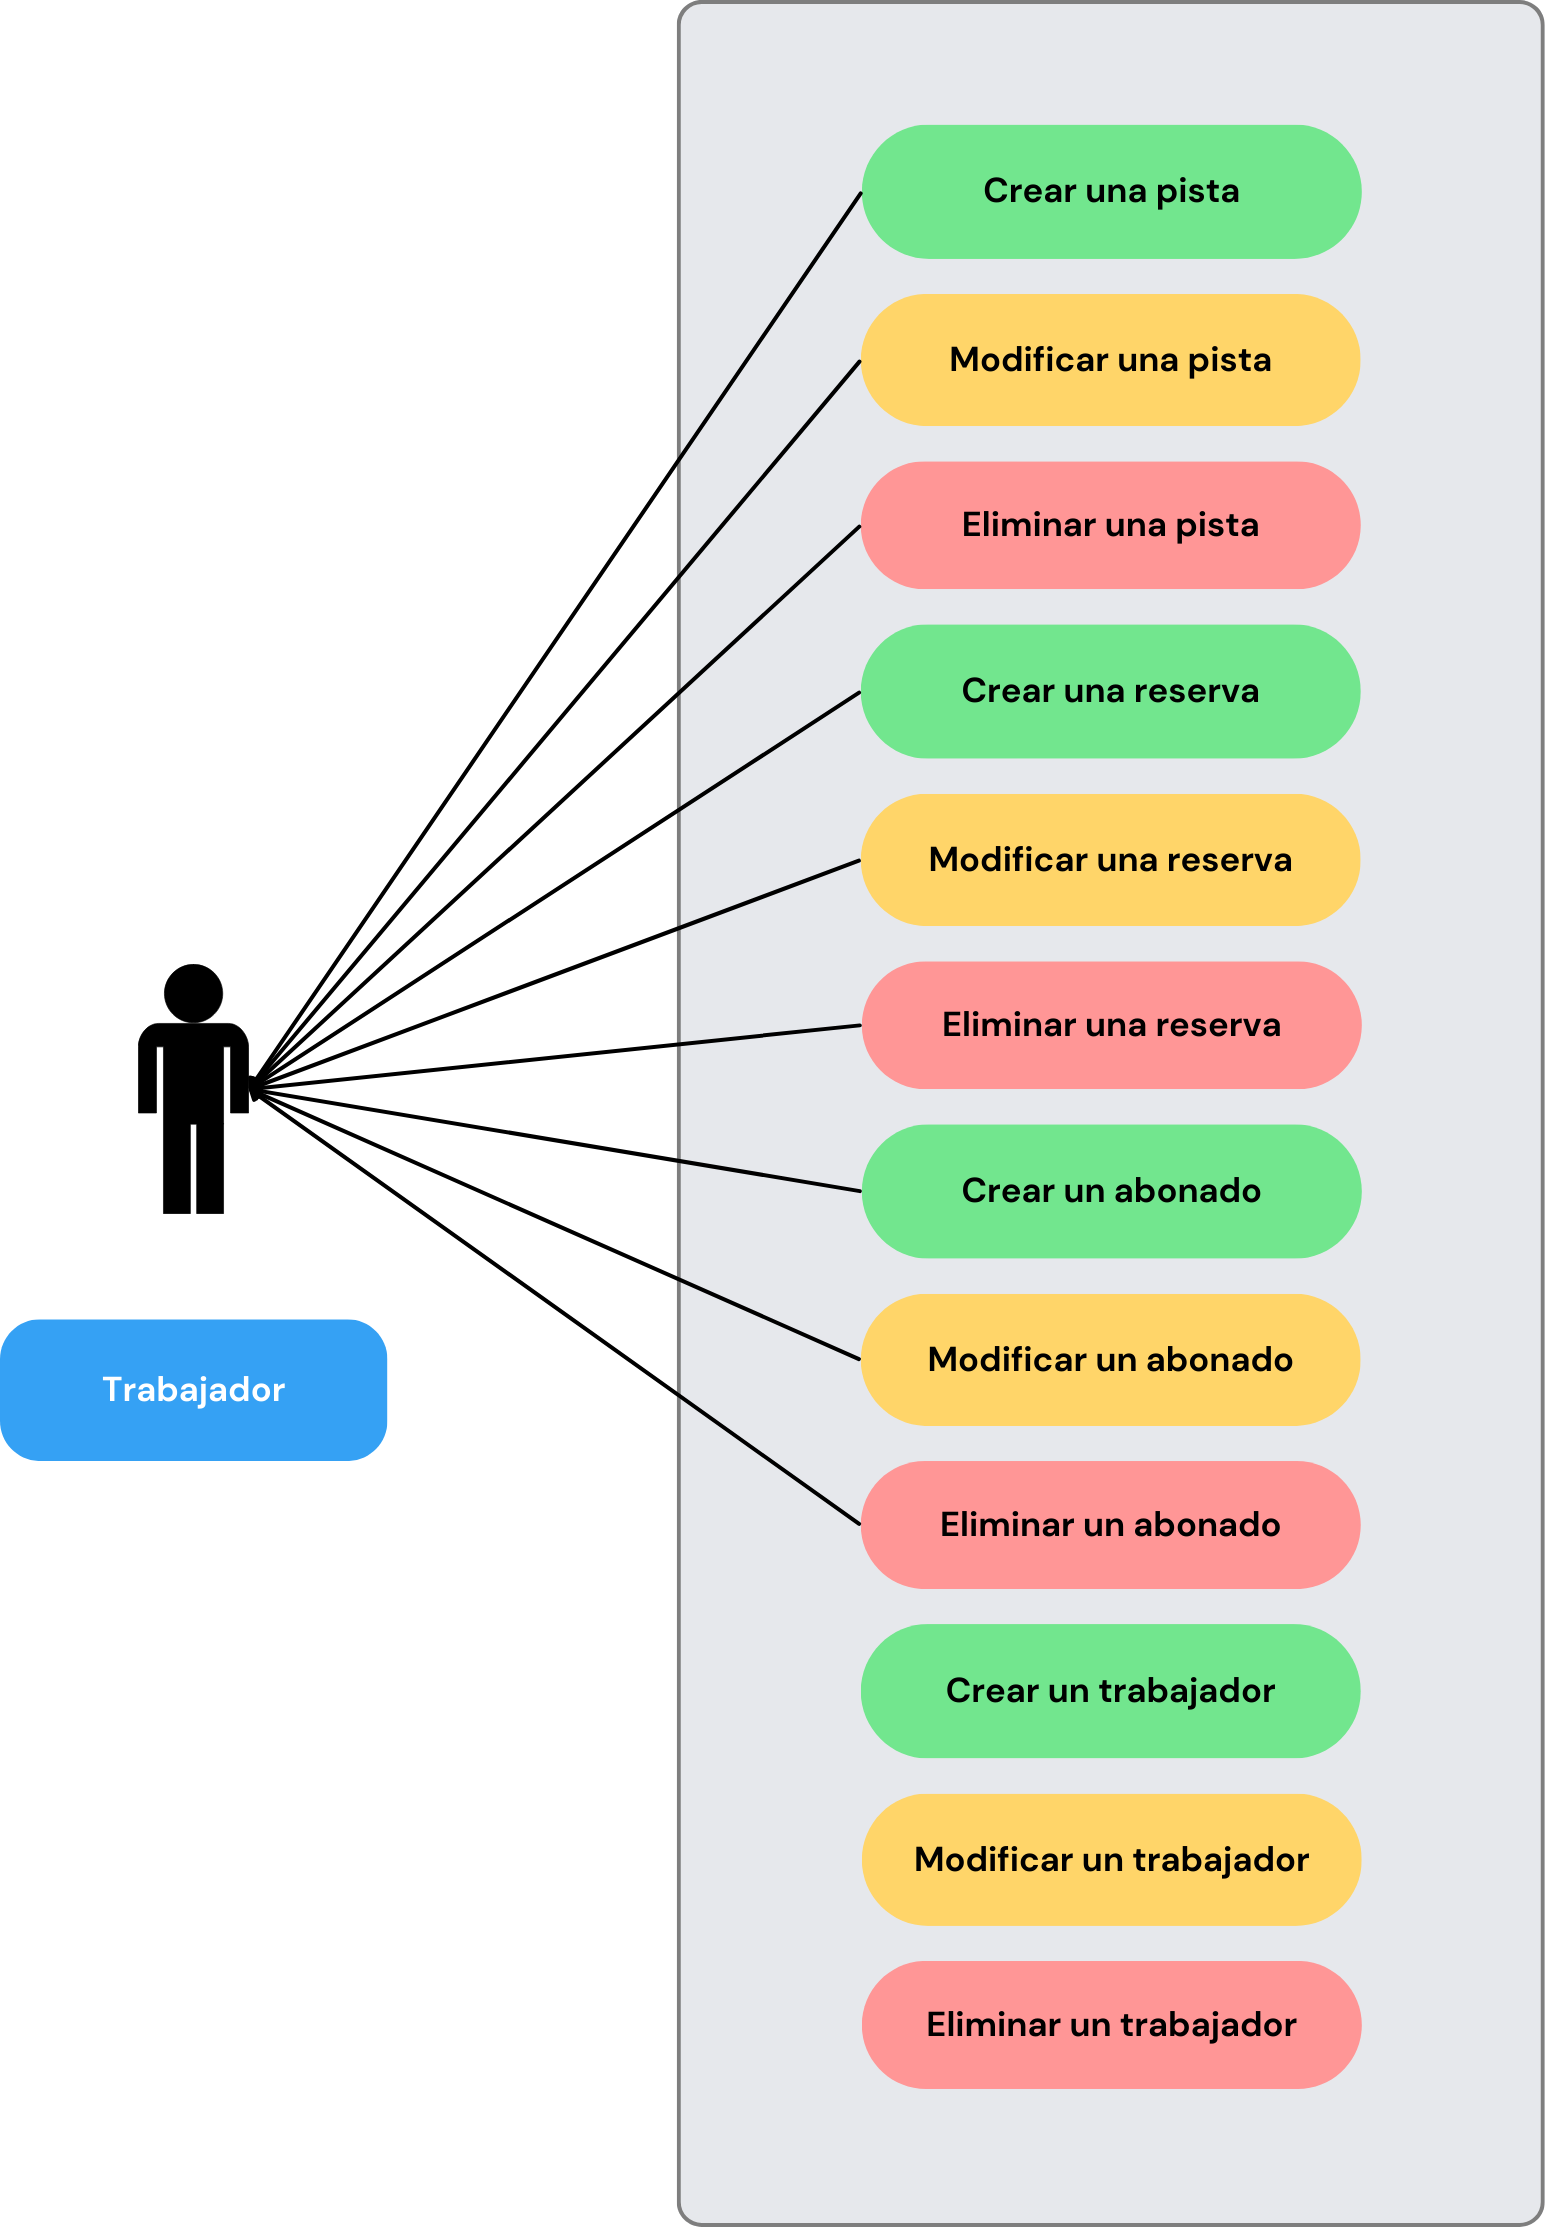 Crear una pista
Modificar una pista
Eliminar una pista
Crear una reserva
Modificar una reserva
Eliminar una reserva
Crear un abonado
Modificar un abonado
Trabajador
Eliminar un abonado
Crear un trabajador
Modificar un trabajador
Eliminar un trabajador